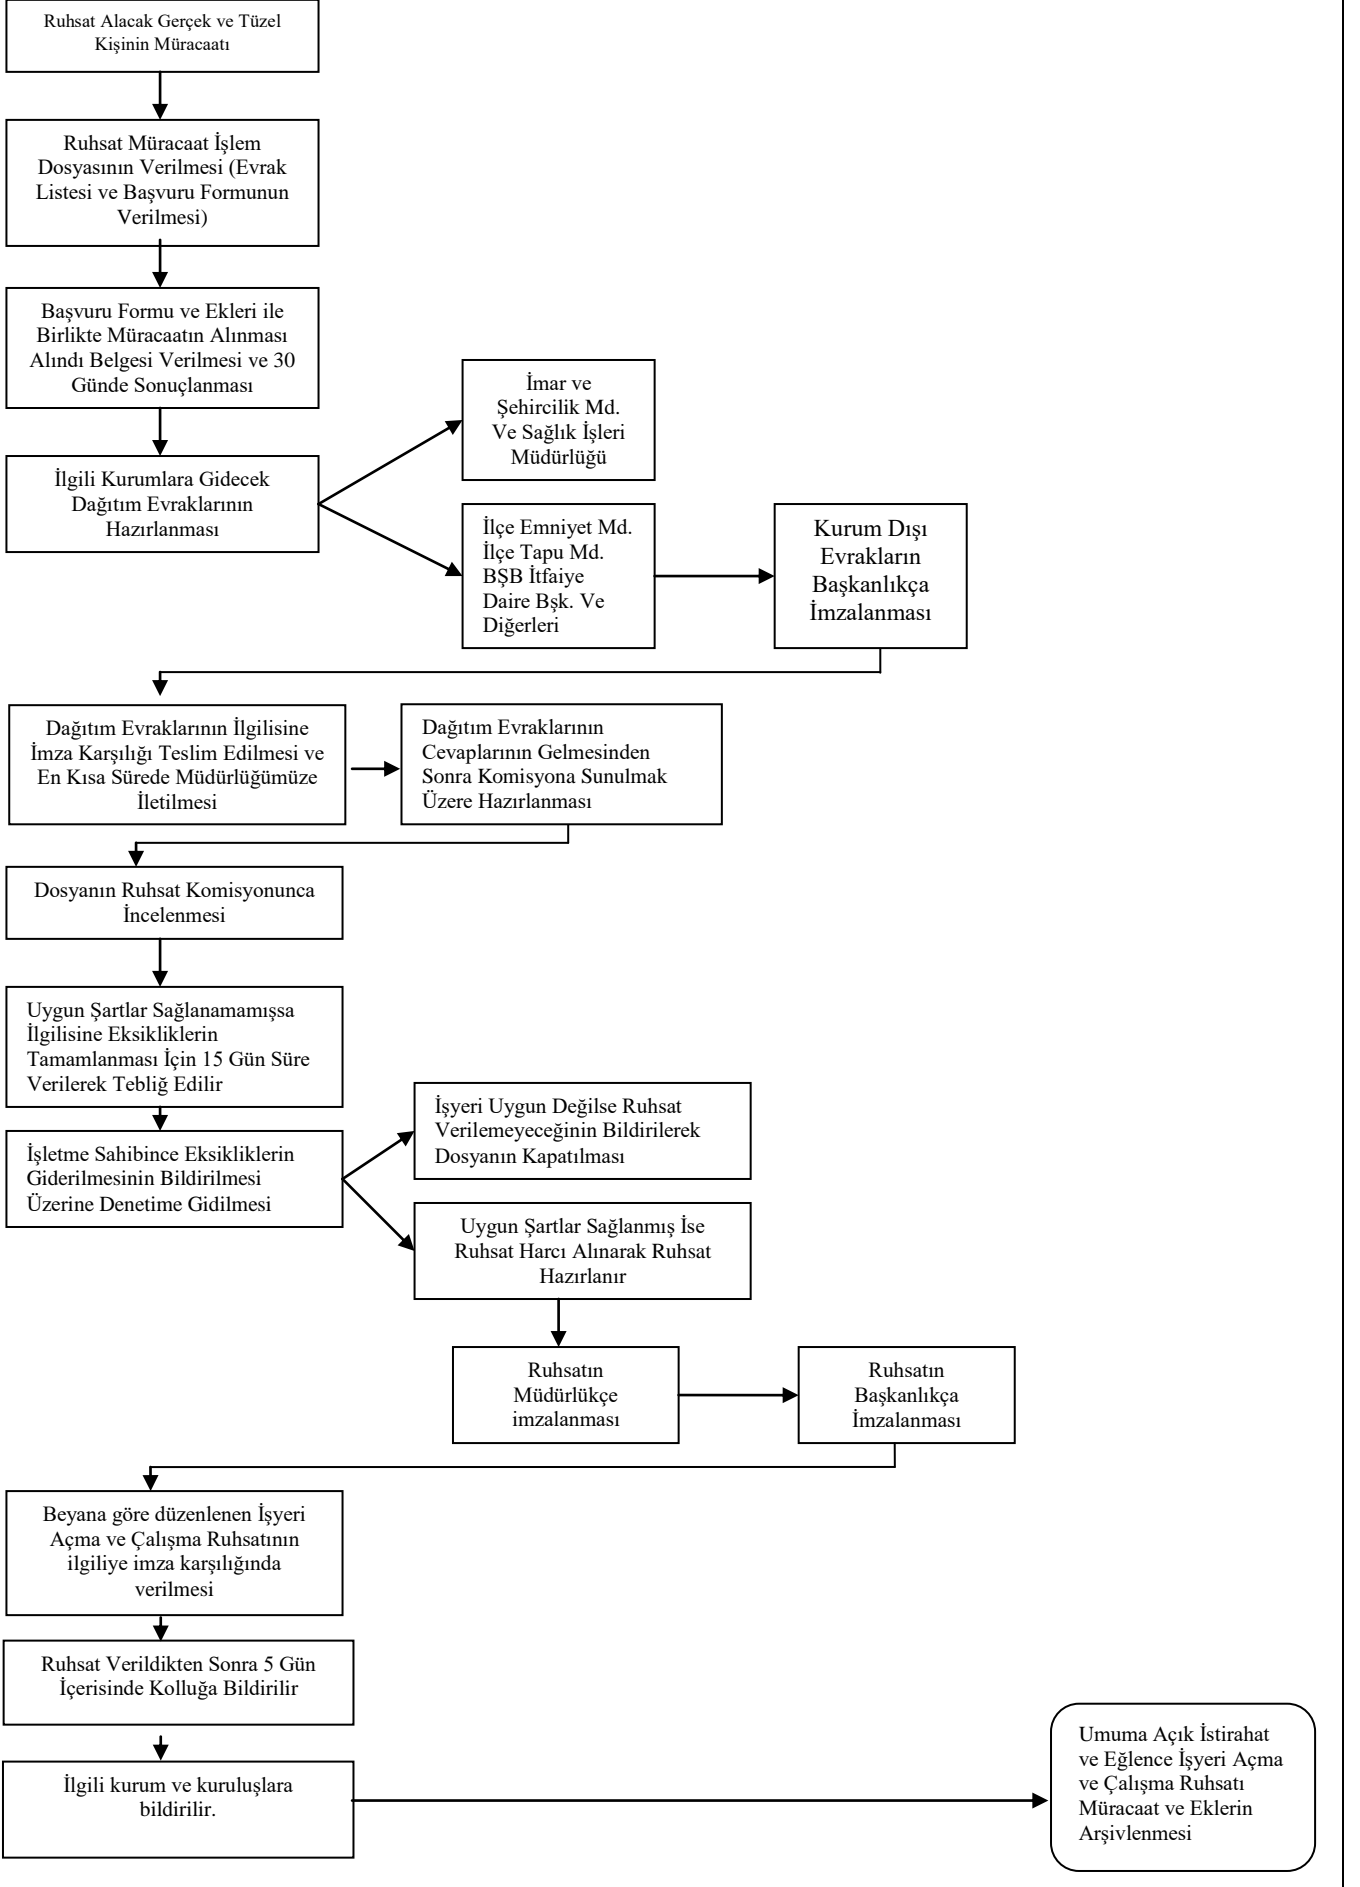 Ruhsat Alacak Gerçek ve Tüzel
Kişinin Müracaatı
Ruhsat Müracaat İşlem
Dosyasının Verilmesi (Evrak
Listesi ve Başvuru Formunun
Verilmesi)
Başvuru Formu ve Ekleri ile
Birlikte Müracaatın Alınması
Alındı Belgesi Verilmesi ve 30
Günde Sonuçlanması
İmar ve
Şehircilik Md.
Ve Sağlık İşleri
Müdürlüğü
İlgili Kurumlara Gidecek
Dağıtım Evraklarının
Hazırlanması
İlçe Emniyet Md.
İlçe Tapu Md.
BŞB İtfaiye
Daire Bşk. Ve
Diğerleri
Kurum Dışı
Evrakların
Başkanlıkça
İmzalanması
Dağıtım Evraklarının İlgilisine
İmza Karşılığı Teslim Edilmesi ve
En Kısa Sürede Müdürlüğümüze
İletilmesi
Dağıtım Evraklarının
Cevaplarının Gelmesinden
Sonra Komisyona Sunulmak
Üzere Hazırlanması
Dosyanın Ruhsat Komisyonunca
İncelenmesi
Uygun Şartlar Sağlanamamışsa
İlgilisine Eksikliklerin
Tamamlanması İçin 15 Gün Süre
Verilerek Tebliğ Edilir
İşletme Sahibince Eksikliklerin
Giderilmesinin Bildirilmesi
Üzerine Denetime Gidilmesi
İşyeri Uygun Değilse Ruhsat
Verilemeyeceğinin Bildirilerek
Dosyanın Kapatılması
Uygun Şartlar Sağlanmış İse
Ruhsat Harcı Alınarak Ruhsat
Hazırlanır
Ruhsatın
Müdürlükçe
imzalanması
Ruhsatın
Başkanlıkça
İmzalanması
Beyana göre düzenlenen İşyeri
Açma ve Çalışma Ruhsatının
ilgiliye imza karşılığında
verilmesi
Ruhsat Verildikten Sonra 5 Gün
İçerisinde Kolluğa Bildirilir
İlgili kurum ve kuruluşlara
bildirilir.
Umuma Açık İstirahat
ve Eğlence İşyeri Açma
ve Çalışma Ruhsatı
Müracaat ve Eklerin
Arşivlenmesi